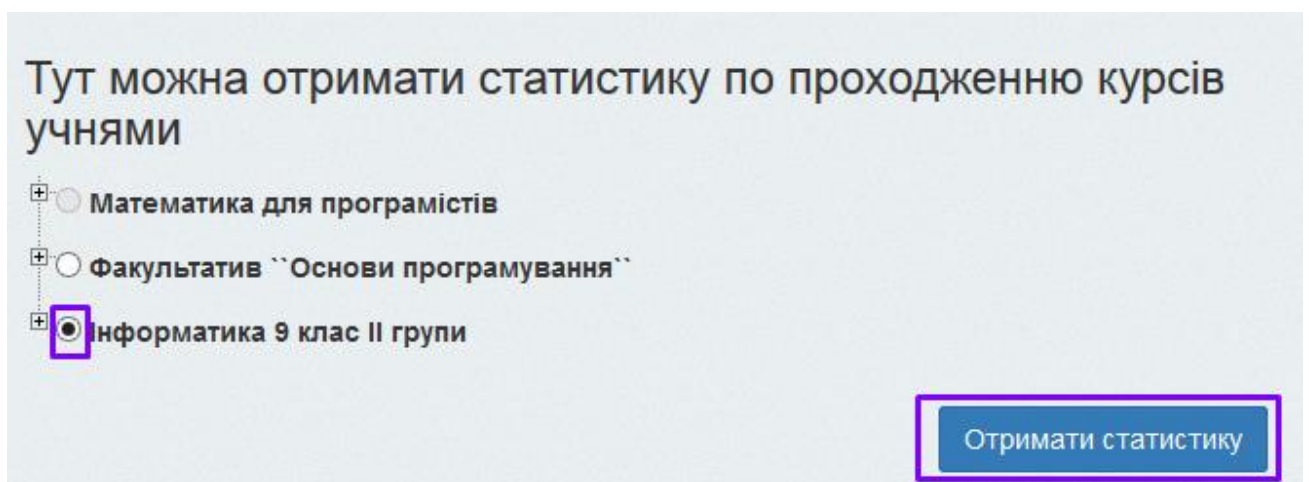 Тут можна отримати статистику по проходженню курсів
учнями
Математика для програмістів
Факультатив ``Основи програмування``
Інформатика 9 клас ІІ групи
Отримати статистику